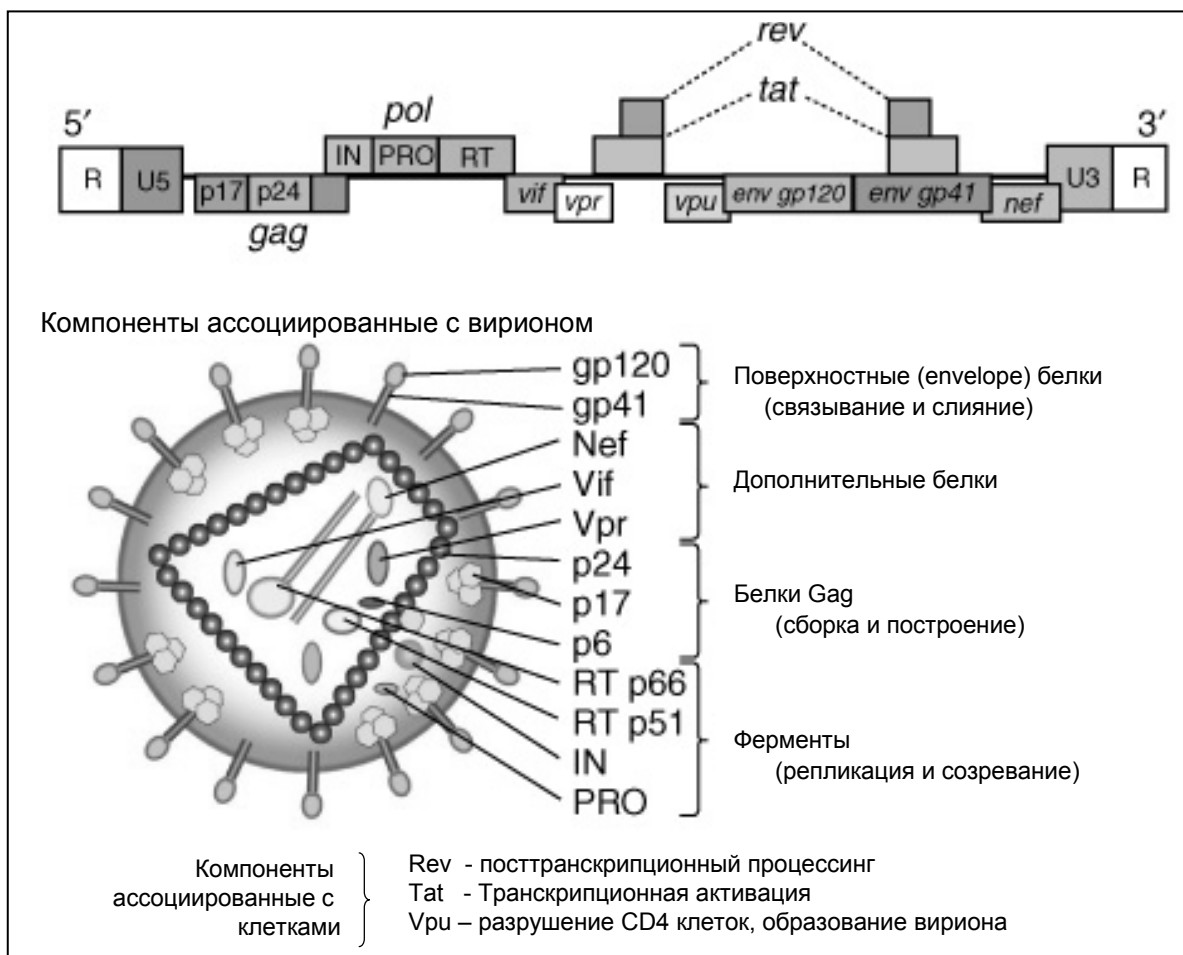 rev
tat
pol
5′
3′
IN PRO RT
R U5 p17 p24 vif vpr vpu env gp120 env gp41 nef U3 R
gag
Компоненты ассоциированные с вирионом
gp120
gp41
Поверхностные (envelope) белки
(связывание и слияние)
Nef
Vif
Vpr
Дополнительные белки
p24
p17
p6
Белки Gag
(сборка и построение)
RT p66
RT p51
IN
PRO
Ферменты
(репликация и созревание)
Компоненты
ассоциированные с
клетками
Rev - посттранскрипционный процессинг
Tat - Транскрипционная активация
Vpu – разрушение CD4 клеток, образование вириона